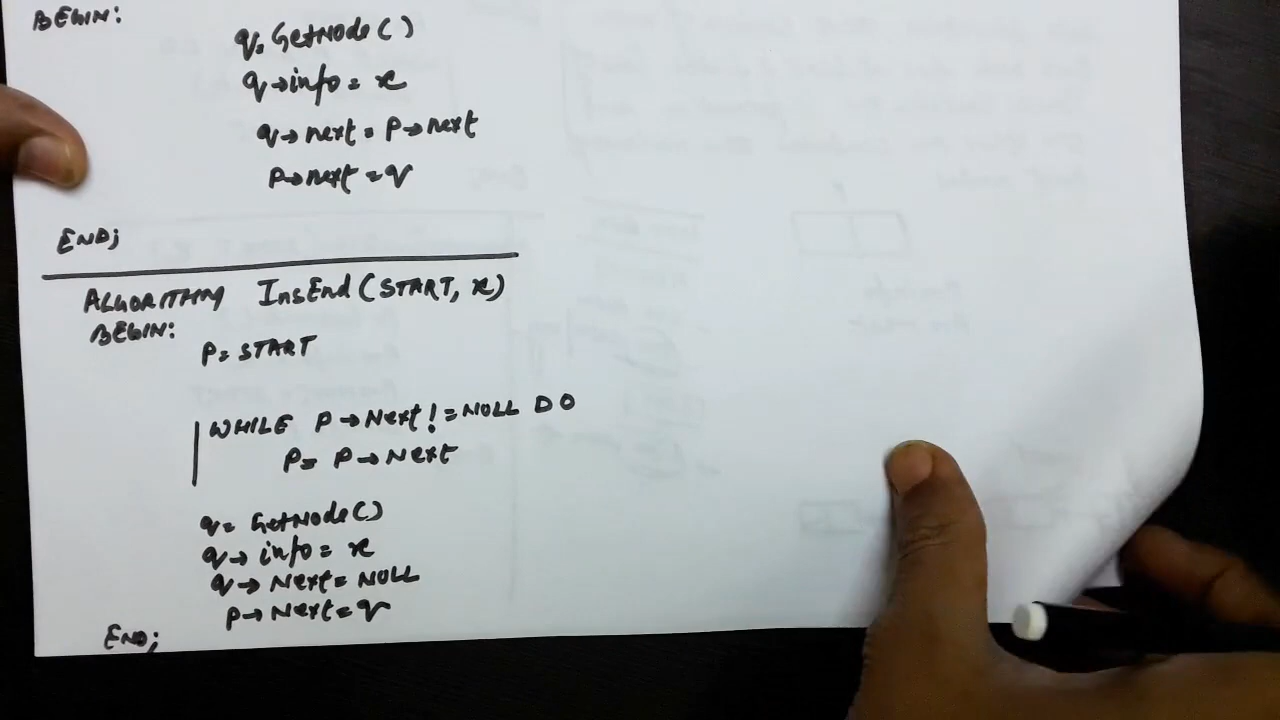 BEGIN:
q= GetNode()
q→info= x
q→next = P→next
P→next = q
END;
ALGORITHM InsEnd(START, x)
BEGIN:
P= START
WHILE P→Next!=NULL DO
P= P→Next
q= GetNode()
q→ info= x
q→ Next= NULL
P→ Next= q
END;